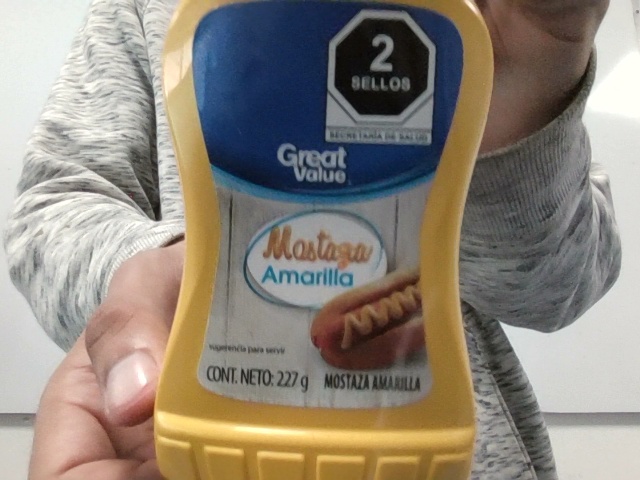 2
SELLOS
SECRETARÍA DE SALUD
Great
Value
Mostaza
Amarilla
sugerencia para servir
CONT. NETO: 227 g MOSTAZA AMARILLA